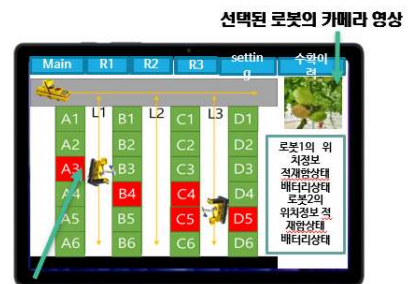 선택된 로봇의 카메라 영상
Main R1 R2 R3 settin
g 수확이
력
L1 L2 L3
A1 B1 C1 D1
A2 B2 C2 D2
A3 B3 C3 D3
A4 B4 C4 D4
A5 B5 C5 D5
A6 B6 C6 D6
로봇1의 위
치정보
적재함상태
배터리상태
로봇2의
위치정보 적
재함상태
배터리상태